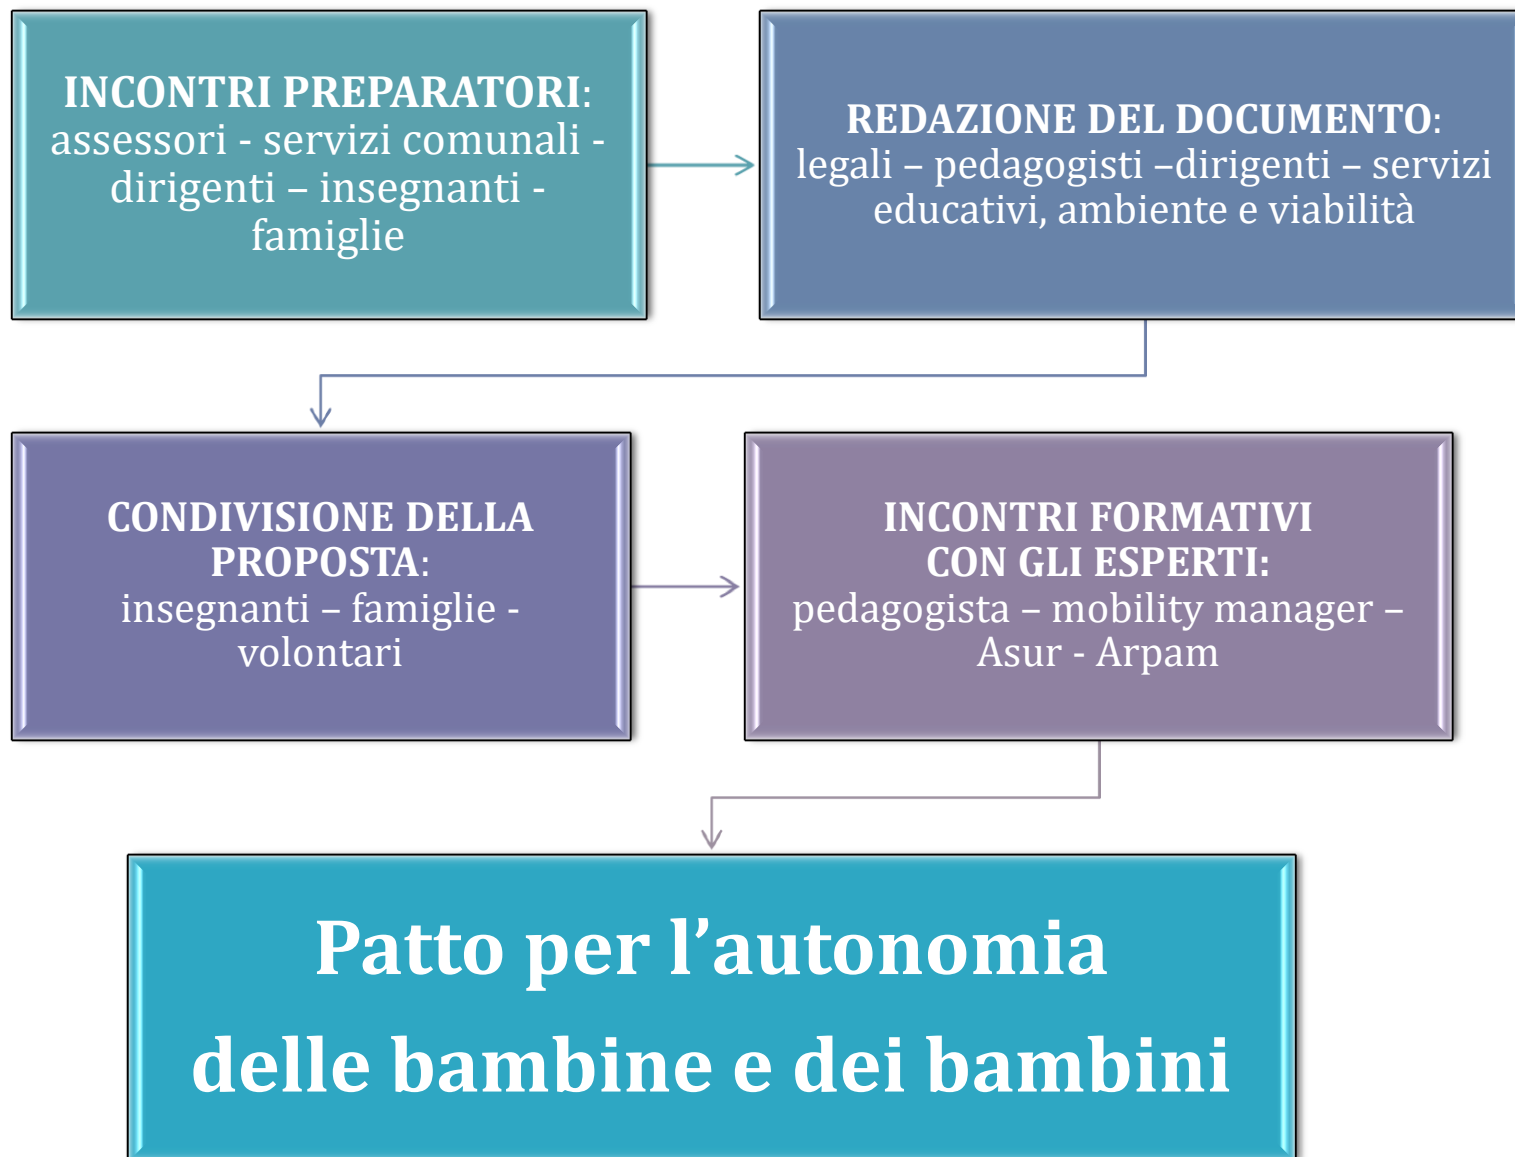 INCONTRI PREPARATORI:
assessori - servizi comunali -
dirigenti – insegnanti -
famiglie
REDAZIONE DEL DOCUMENTO:
legali – pedagogisti –dirigenti – servizi
educativi, ambiente e viabilità
CONDIVISIONE DELLA
PROPOSTA:
insegnanti – famiglie -
volontari
INCONTRI FORMATIVI
CON GLI ESPERTI:
pedagogista – mobility manager –
Asur - Arpam
Patto per l’autonomia
delle bambine e dei bambini